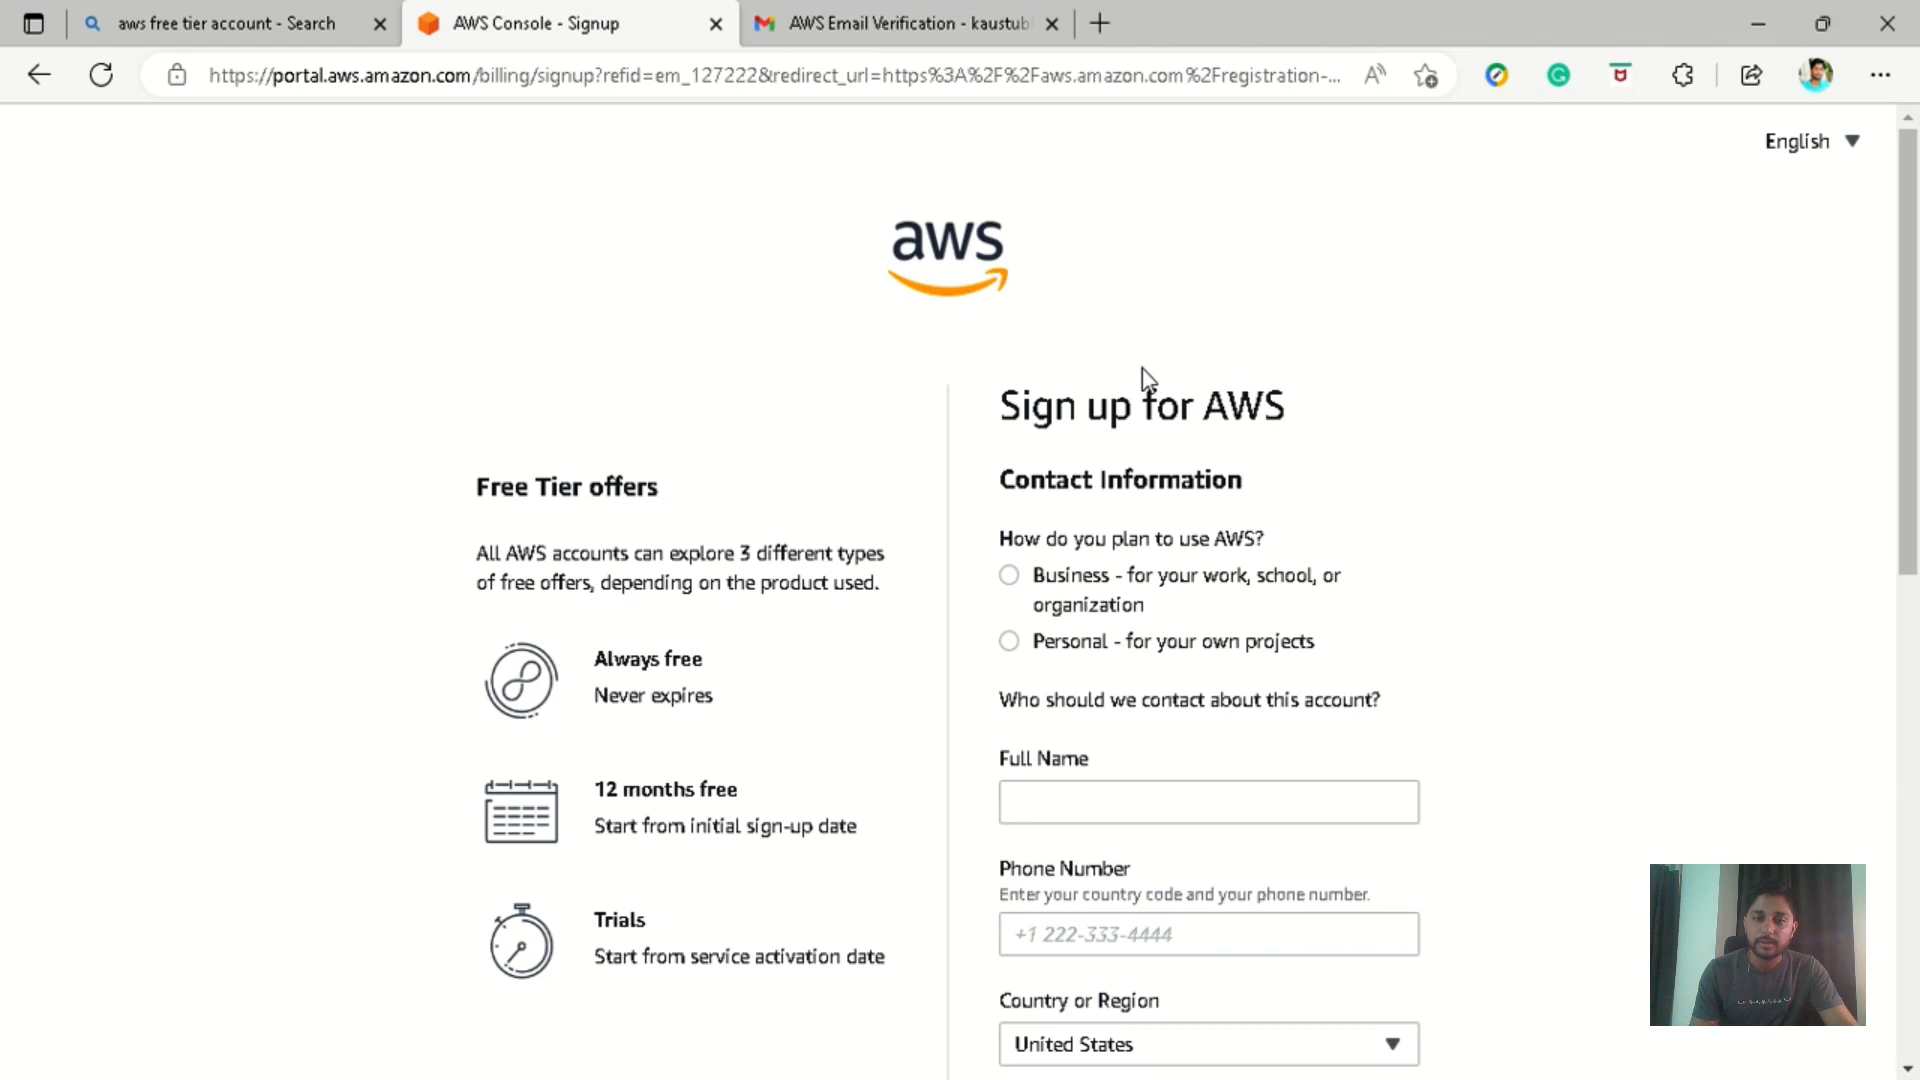 aws free tier account - Search
AWS Console - Signup
AWS Email Verification - kaustub
https://portal.aws.amazon.com/billing/signup?refid=em_127222&redirect_url=https%3A%2F%2Faws.amazon.com%2Fregistration-...
English
aws
Sign up for AWS
Free Tier offers
All AWS accounts can explore 3 different types
of free offers, depending on the product used.
Always free
Never expires
12 months free
Start from initial sign-up date
Trials
Start from service activation date
Contact Information
How do you plan to use AWS?
Business - for your work, school, or
organization
Personal - for your own projects
Who should we contact about this account?
Full Name
Phone Number
Enter your country code and your phone number.
+1 222-333-4444
Country or Region
United States